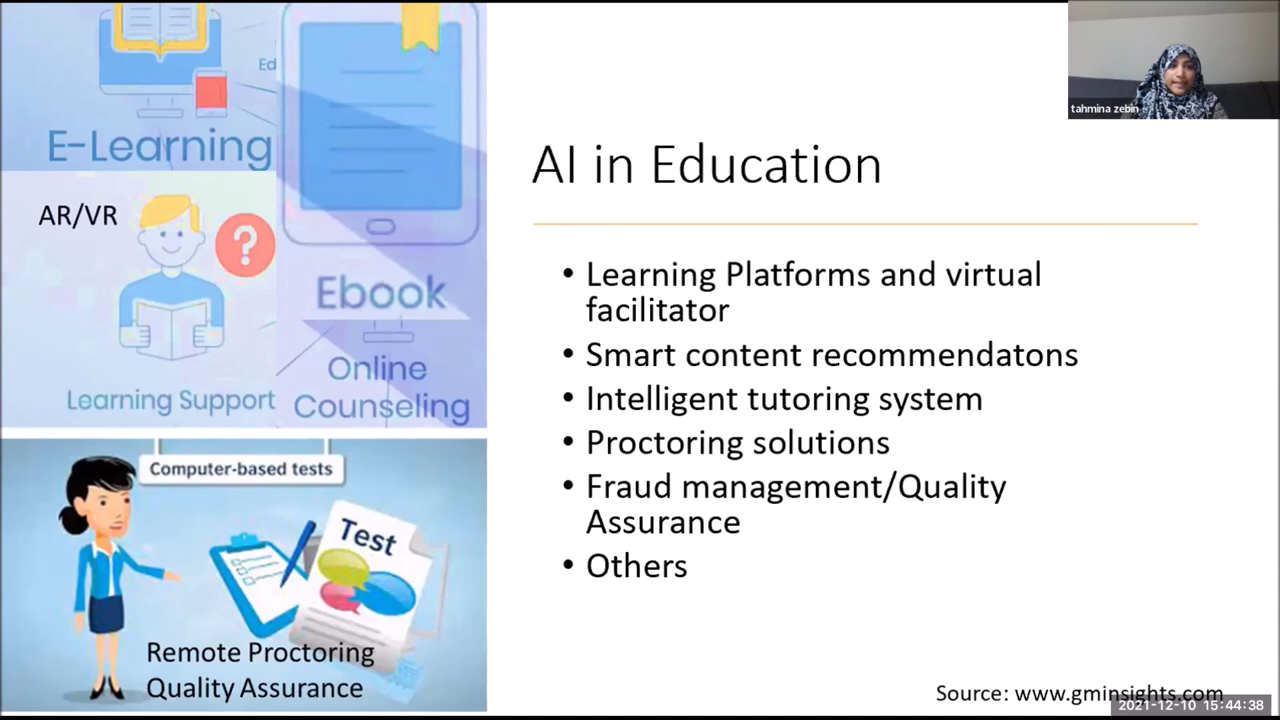 tahmina zebin
Ed
E-Learning
AR/VR
?
Ebook
Learning Support
Online
Counseling
Computer-based tests
Test
Remote Proctoring
Quality Assurance
AI in Education
• Learning Platforms and virtual
facilitator
• Smart content recommendatons
• Intelligent tutoring system
• Proctoring solutions
• Fraud management/Quality
Assurance
• Others
Source: www.gminsights.com
2021-12-10 15:44:38